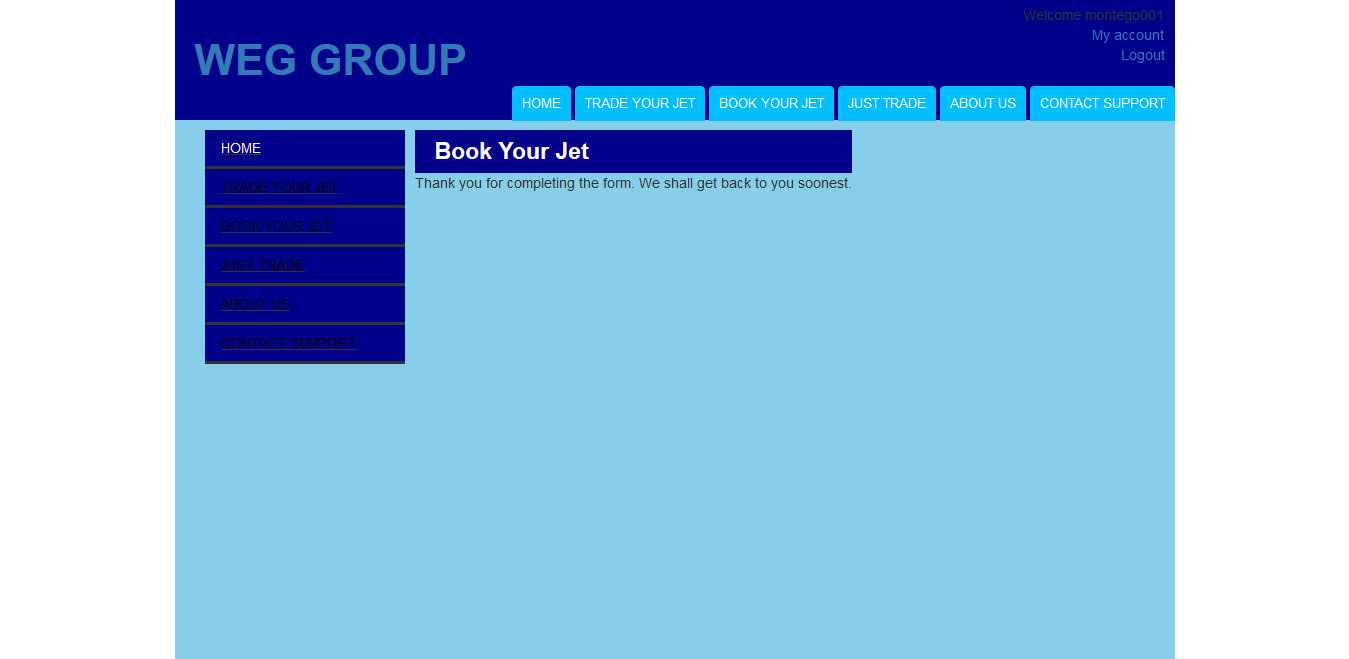 Welcome montego001
My account
Logout
WEG GROUP
HOME TRADE YOUR JET BOOK YOUR JET JUST TRADE ABOUT US CONTACT SUPPORT
HOME
TRADE YOUR JET
BOOK YOUR JET
JUST TRADE
ABOUT US
CONTACT SUPPORT
Book Your Jet
Thank you for completing the form. We shall get back to you soonest.